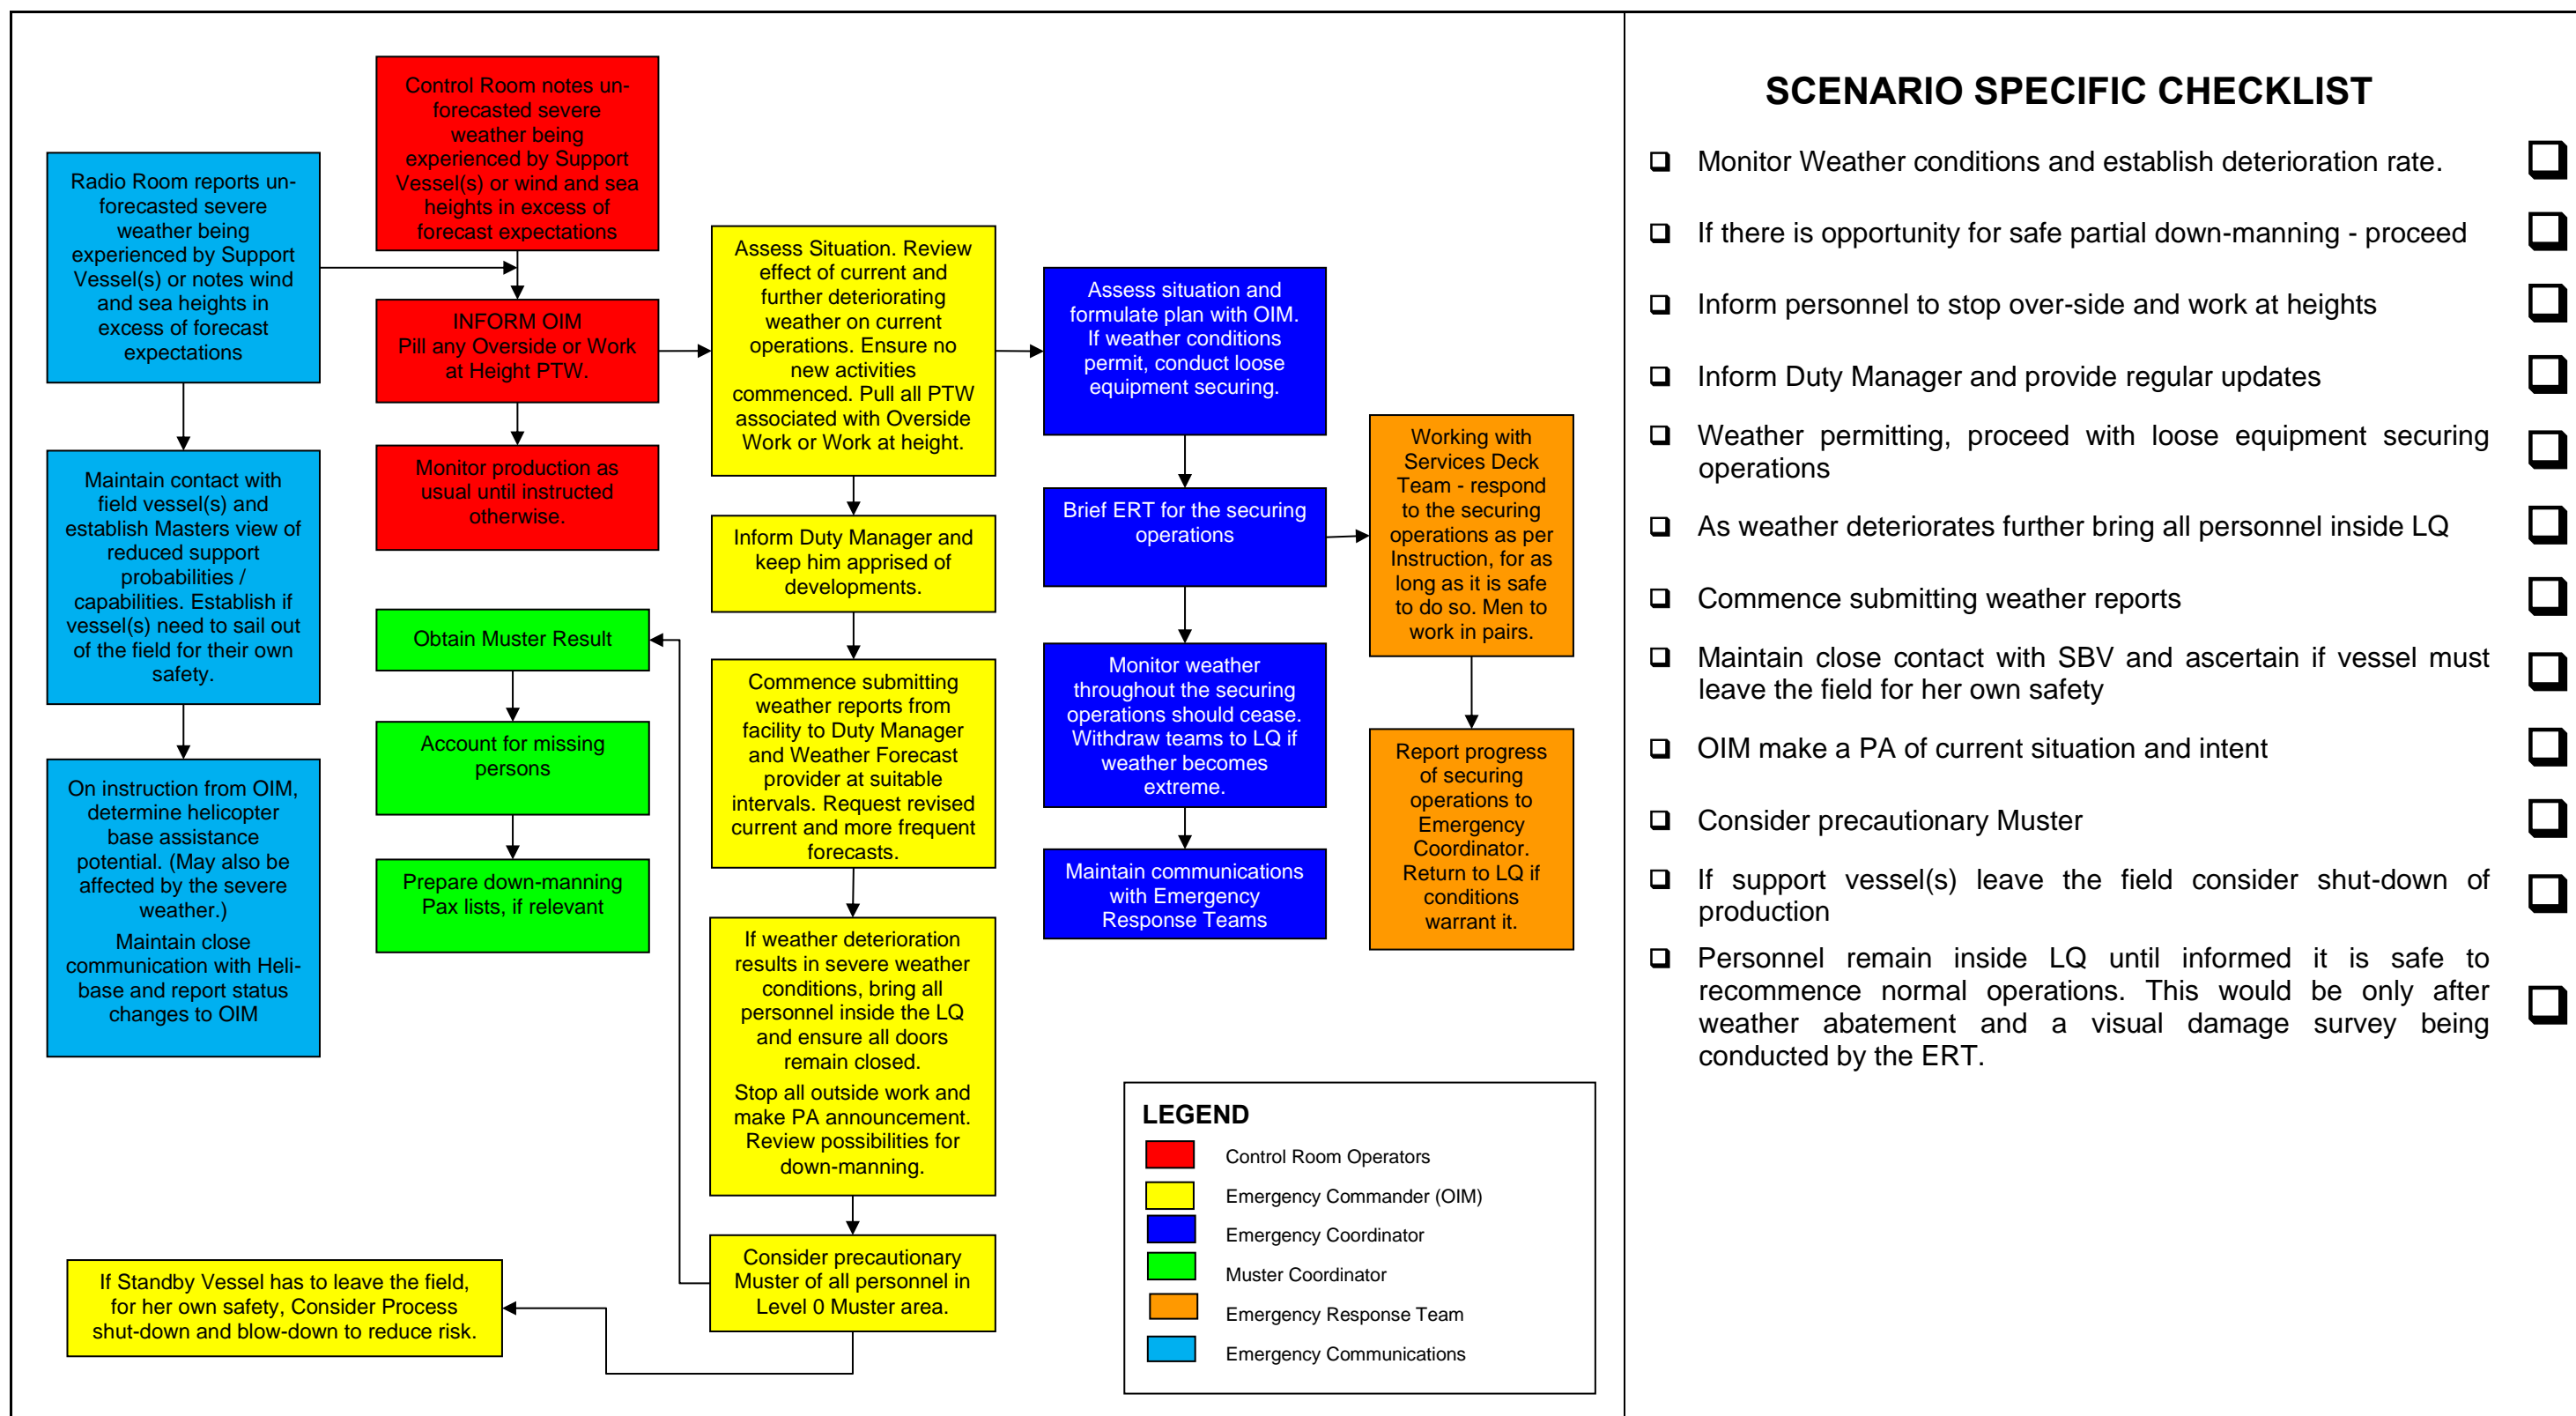 Radio Room reports un-
forecasted severe
weather being
experienced by Support
Vessel(s) or notes wind
and sea heights in
excess of forecast
expectations
Maintain contact with
field vessel(s) and
establish Masters view of
reduced support
probabilities /
capabilities. Establish if
vessel(s) need to sail out
of the field for their own
safety.
On instruction from OIM,
determine helicopter
base assistance
potential. (May also be
affected by the severe
weather.)
Maintain close
communication with Heli-
base and report status
changes to OIM
Control Room notes un-
forecasted severe
weather being
experienced by Support
Vessel(s) or wind and sea
heights in excess of
forecast expectations
INFORM OIM
Pill any Overside or Work
at Height PTW.
Monitor production as
usual until instructed
otherwise.
Obtain Muster Result
Account for missing
persons
Prepare down-manning
Pax lists, if relevant
Assess Situation. Review
effect of current and
further deteriorating
weather on current
operations. Ensure no
new activities
commenced. Pull all PTW
associated with Overside
Work or Work at height.
Inform Duty Manager and
keep him apprised of
developments.
Commence submitting
weather reports from
facility to Duty Manager
and Weather Forecast
provider at suitable
intervals. Request revised
current and more frequent
forecasts.
If weather deterioration
results in severe weather
conditions, bring all
personnel inside the LQ
and ensure all doors
remain closed.
Stop all outside work and
make PA announcement.
Review possibilities for
down-manning.
Consider precautionary
Muster of all personnel in
Level 0 Muster area.
If Standby Vessel has to leave the field,
for her own safety, Consider Process
shut-down and blow-down to reduce risk.
Assess situation and
formulate plan with OIM.
If weather conditions
permit, conduct loose
equipment securing.
Brief ERT for the securing
operations
Monitor weather
throughout the securing
operations should cease.
Withdraw teams to LQ if
weather becomes
extreme.
Maintain communications
with Emergency
Response Teams
Working with
Services Deck
Team - respond
to the securing
operations as per
Instruction, for as
long as it is safe
to do so. Men to
work in pairs.
Report progress
of securing
operations to
Emergency
Coordinator.
Return to LQ if
conditions
warrant it.
LEGEND
Control Room Operators
Emergency Commander (OIM)
Emergency Coordinator
Muster Coordinator
Emergency Response Team
Emergency Communications
SCENARIO SPECIFIC CHECKLIST
Monitor Weather conditions and establish deterioration rate.
If there is opportunity for safe partial down-manning - proceed
Inform personnel to stop over-side and work at heights
Inform Duty Manager and provide regular updates
Weather permitting, proceed with loose equipment securing
operations
As weather deteriorates further bring all personnel inside LQ
Commence submitting weather reports
Maintain close contact with SBV and ascertain if vessel must
leave the field for her own safety
OIM make a PA of current situation and intent
Consider precautionary Muster
If support vessel(s) leave the field consider shut-down of
production
Personnel remain inside LQ until informed it is safe to
recommence normal operations. This would be only after
weather abatement and a visual damage survey being
conducted by the ERT.